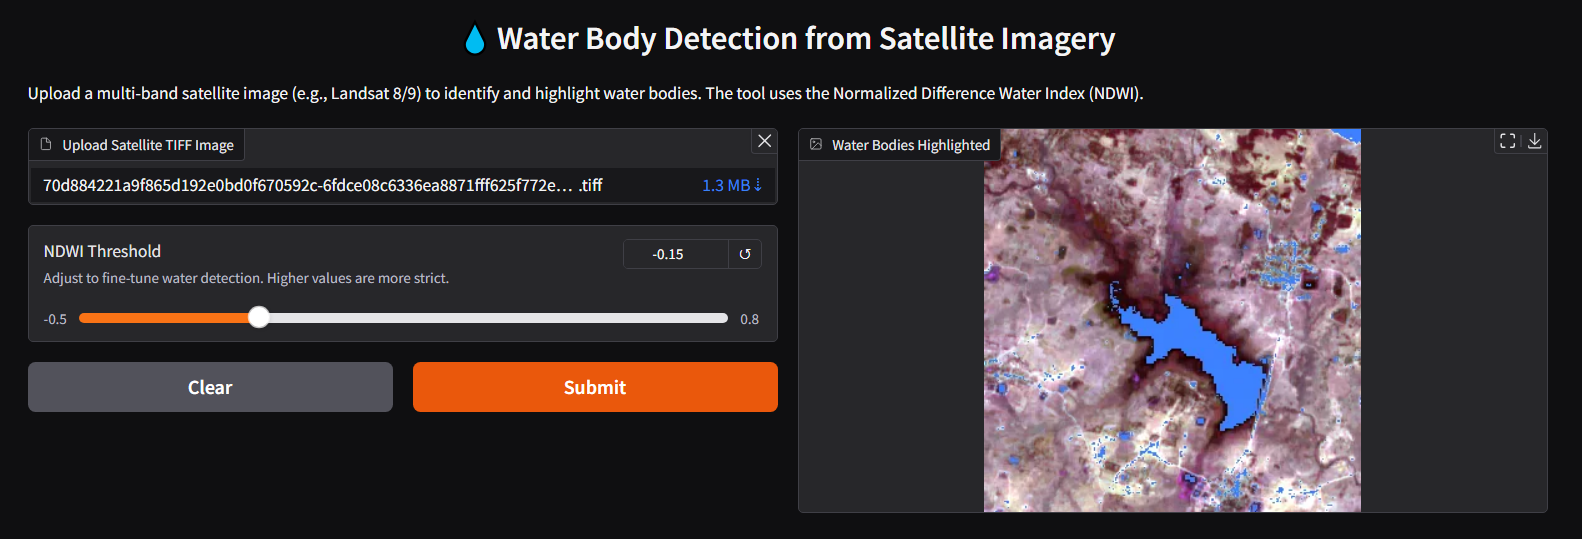 💧 Water Body Detection from Satellite Imagery
Upload a multi-band satellite image (e.g., Landsat 8/9) to identify and highlight water bodies. The tool uses the Normalized Difference Water Index (NDWI).
Upload Satellite TIFF Image
70d884221a9f865d192e0bd0f670592c-6fdce08c6336ea8871fff625f772e... .tiff
1.3 MB ⇣
NDWI Threshold
-0.15
Adjust to fine-tune water detection. Higher values are more strict.
-0.5
0.8
Clear
Submit
Water Bodies Highlighted